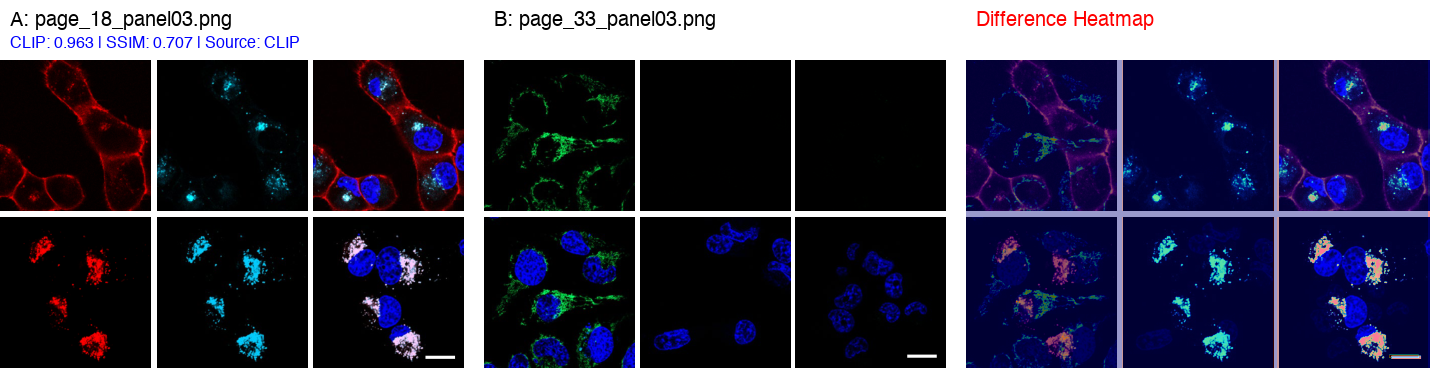 A: page_18_panel03.png
CLIP: 0.963 | SSIM: 0.707 | Source: CLIP
B: page_33_panel03.png
Difference Heatmap